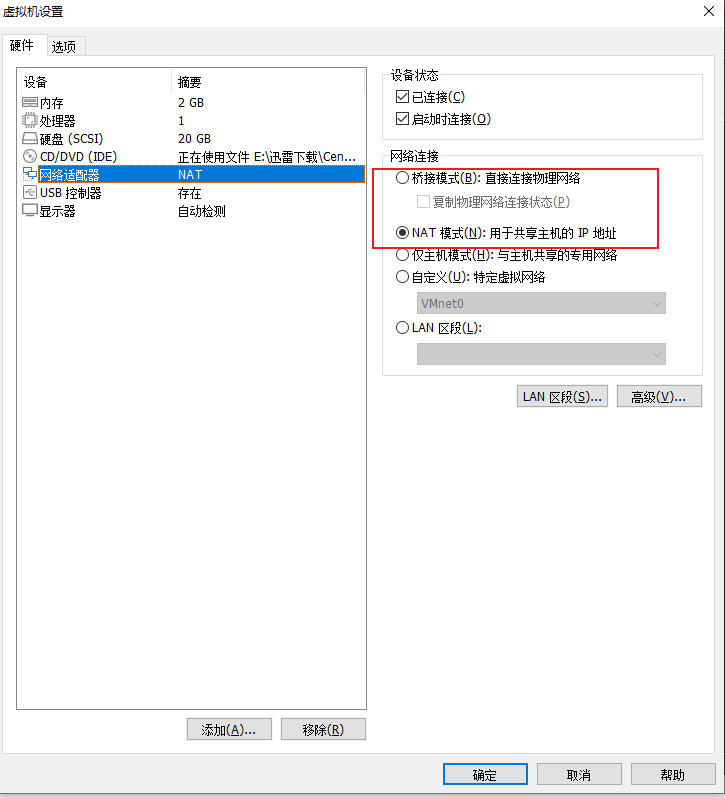 虚拟机设置
硬件 选项
设备 摘要
内存 2 GB
处理器 1
硬盘 (SCSI) 20 GB
CD/DVD (IDE) 正在使用文件 E:\迅雷下载\Cen...
网络适配器 NAT
USB 控制器 存在
显示器 自动检测
添加(A)... 移除(R)
设备状态
已连接(C)
启动时连接(O)
网络连接
桥接模式(B): 直接连接物理网络
复制物理网络连接状态(P)
NAT 模式(N): 用于共享主机的 IP 地址
仅主机模式(H): 与主机共享的专用网络
自定义(U): 特定虚拟网络
VMnet0
LAN 区段(L):
LAN 区段(S)... 高级(V)...
确定 取消 帮助